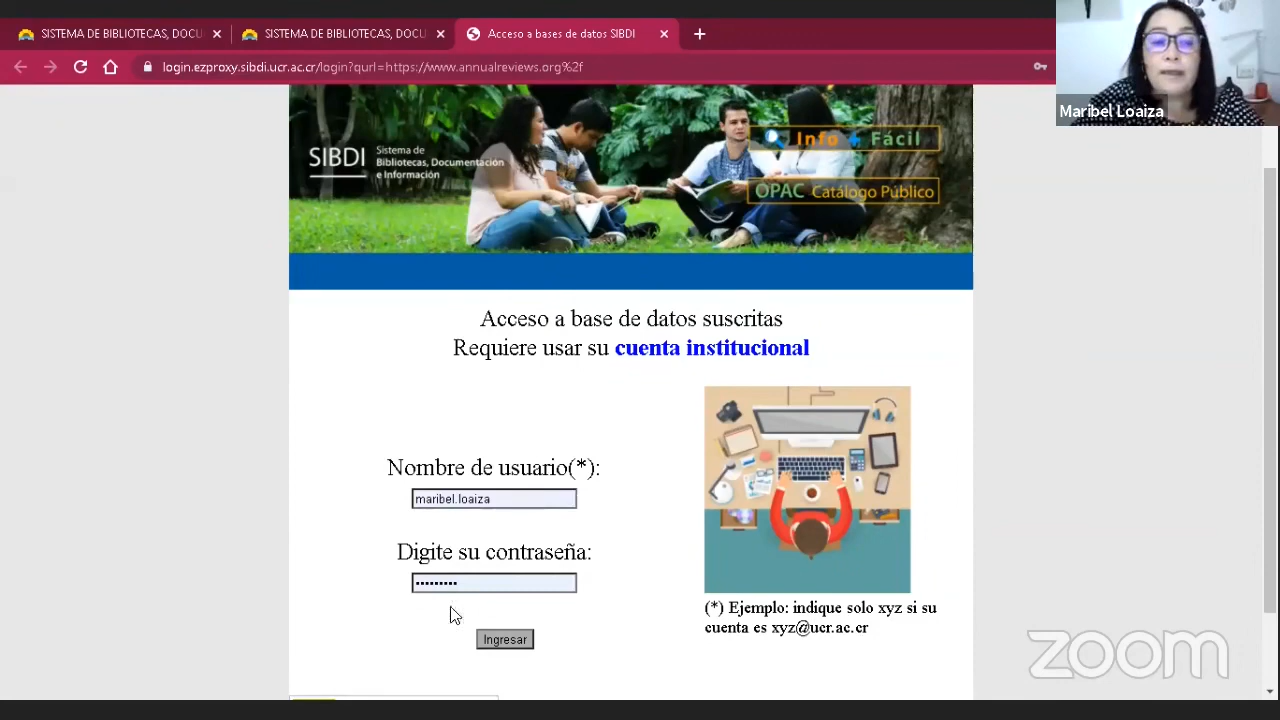 SISTEMA DE BIBLIOTECAS, DOCU
SISTEMA DE BIBLIOTECAS, DOCU
Acceso a bases de datos SIBDI
login.ezproxy.sibdi.ucr.ac.cr/login?qurl=https://www.annualreviews.org%2f
Maribel Loaiza
SIBDI
Sistema de
Bibliotecas, Documentación
e Información
Info + Fácil
OPAC Catálogo Público
Acceso a base de datos suscritas
Requiere usar su cuenta institucional
Nombre de usuario(*):
maribel.loaiza
Digite su contraseña:
•••••••••
Ingresar
(*) Ejemplo: indique solo xyz si su
cuenta es xyz@ucr.ac.cr
zoom